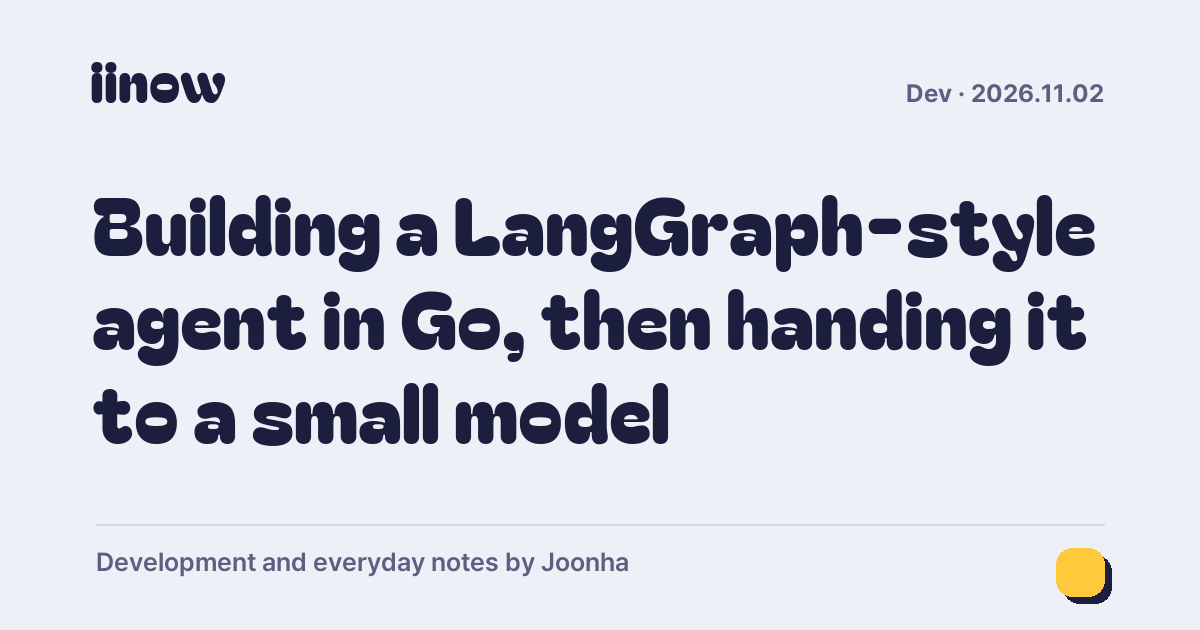 iinow
Dev · 2026.11.02
Building a LangGraph-style
agent in Go, then handing it
to a small model
Development and everyday notes by Joonha